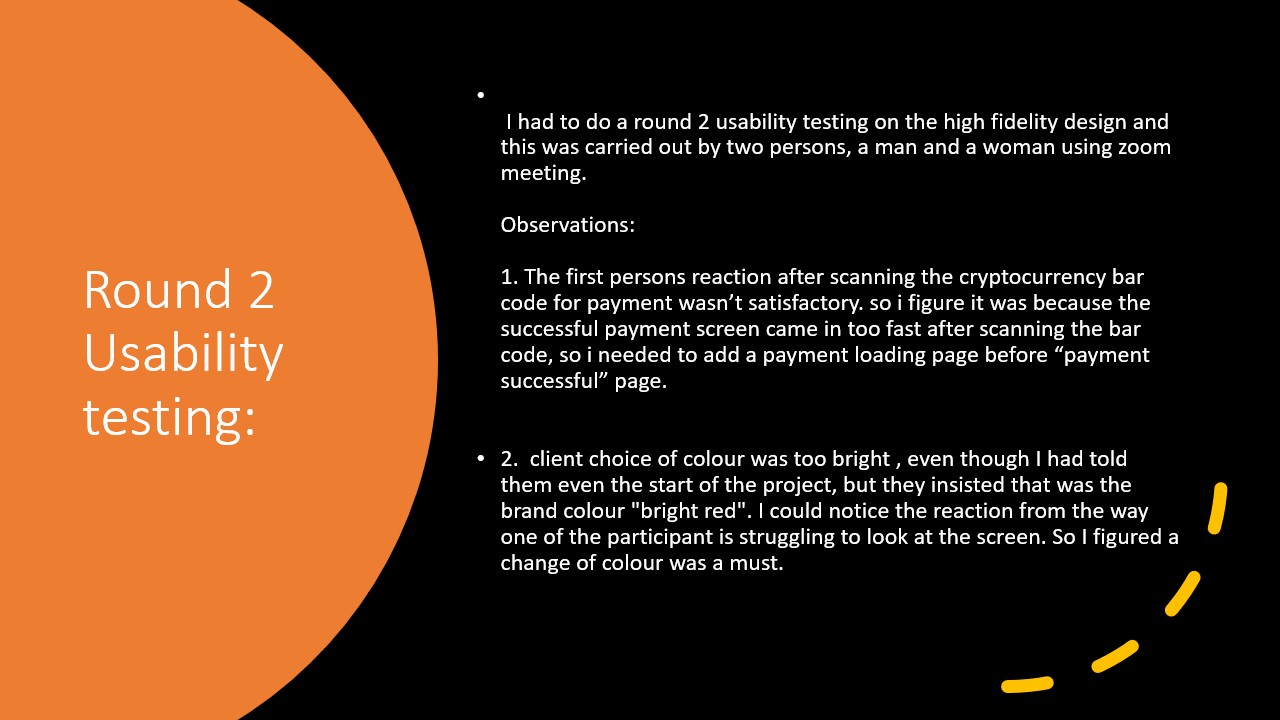 Round 2
Usability
testing:
•
I had to do a round 2 usability testing on the high fidelity design and
this was carried out by two persons, a man and a woman using zoom
meeting.
Observations:
1. The first persons reaction after scanning the cryptocurrency bar
code for payment wasn’t satisfactory. so i figure it was because the
successful payment screen came in too fast after scanning the bar
code, so i needed to add a payment loading page before “payment
successful” page.
• 2.  client choice of colour was too bright , even though I had told
them even the start of the project, but they insisted that was the
brand colour "bright red". I could notice the reaction from the way
one of the participant is struggling to look at the screen. So I figured a
change of colour was a must.